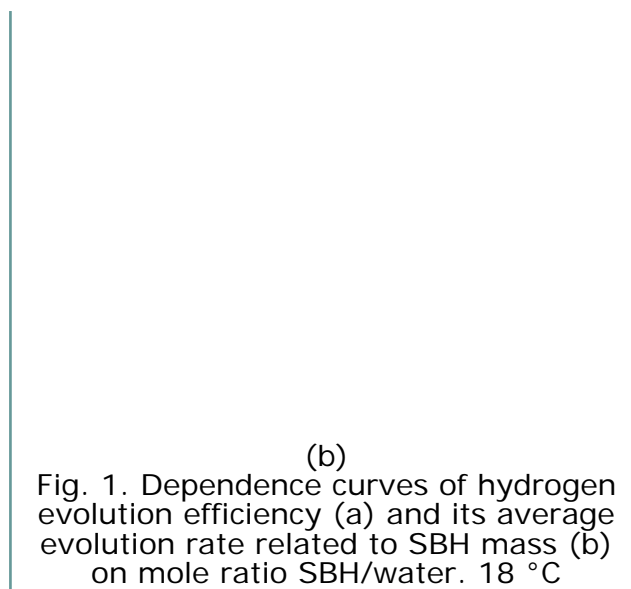 (b)
Fig. 1. Dependence curves of hydrogen
evolution efficiency (a) and its average
evolution rate related to SBH mass (b)
on mole ratio SBH/water. 18 °C